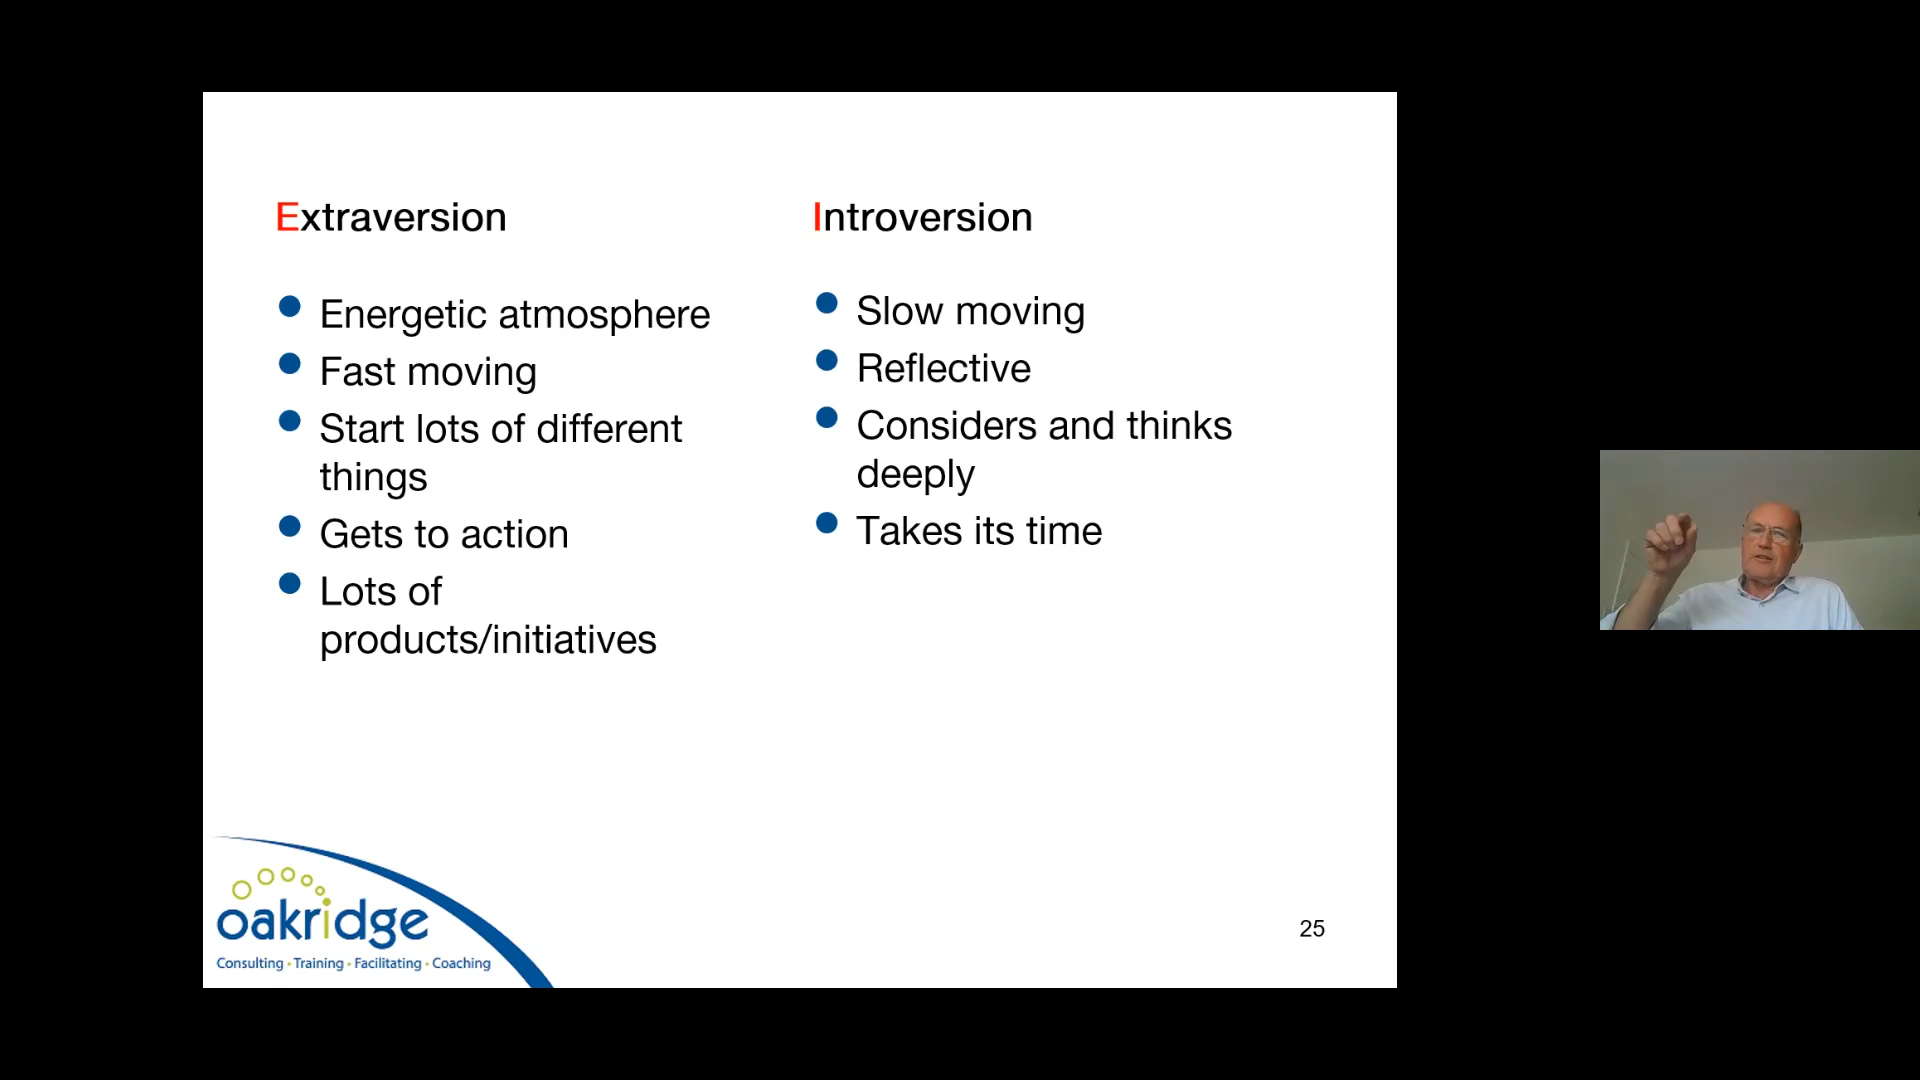 Extraversion
Energetic atmosphere
Fast moving
Start lots of different
things
Gets to action
Lots of
products/initiatives
Introversion
Slow moving
Reflective
Considers and thinks
deeply
Takes its time
oakridge
Consulting · Training · Facilitating · Coaching
25